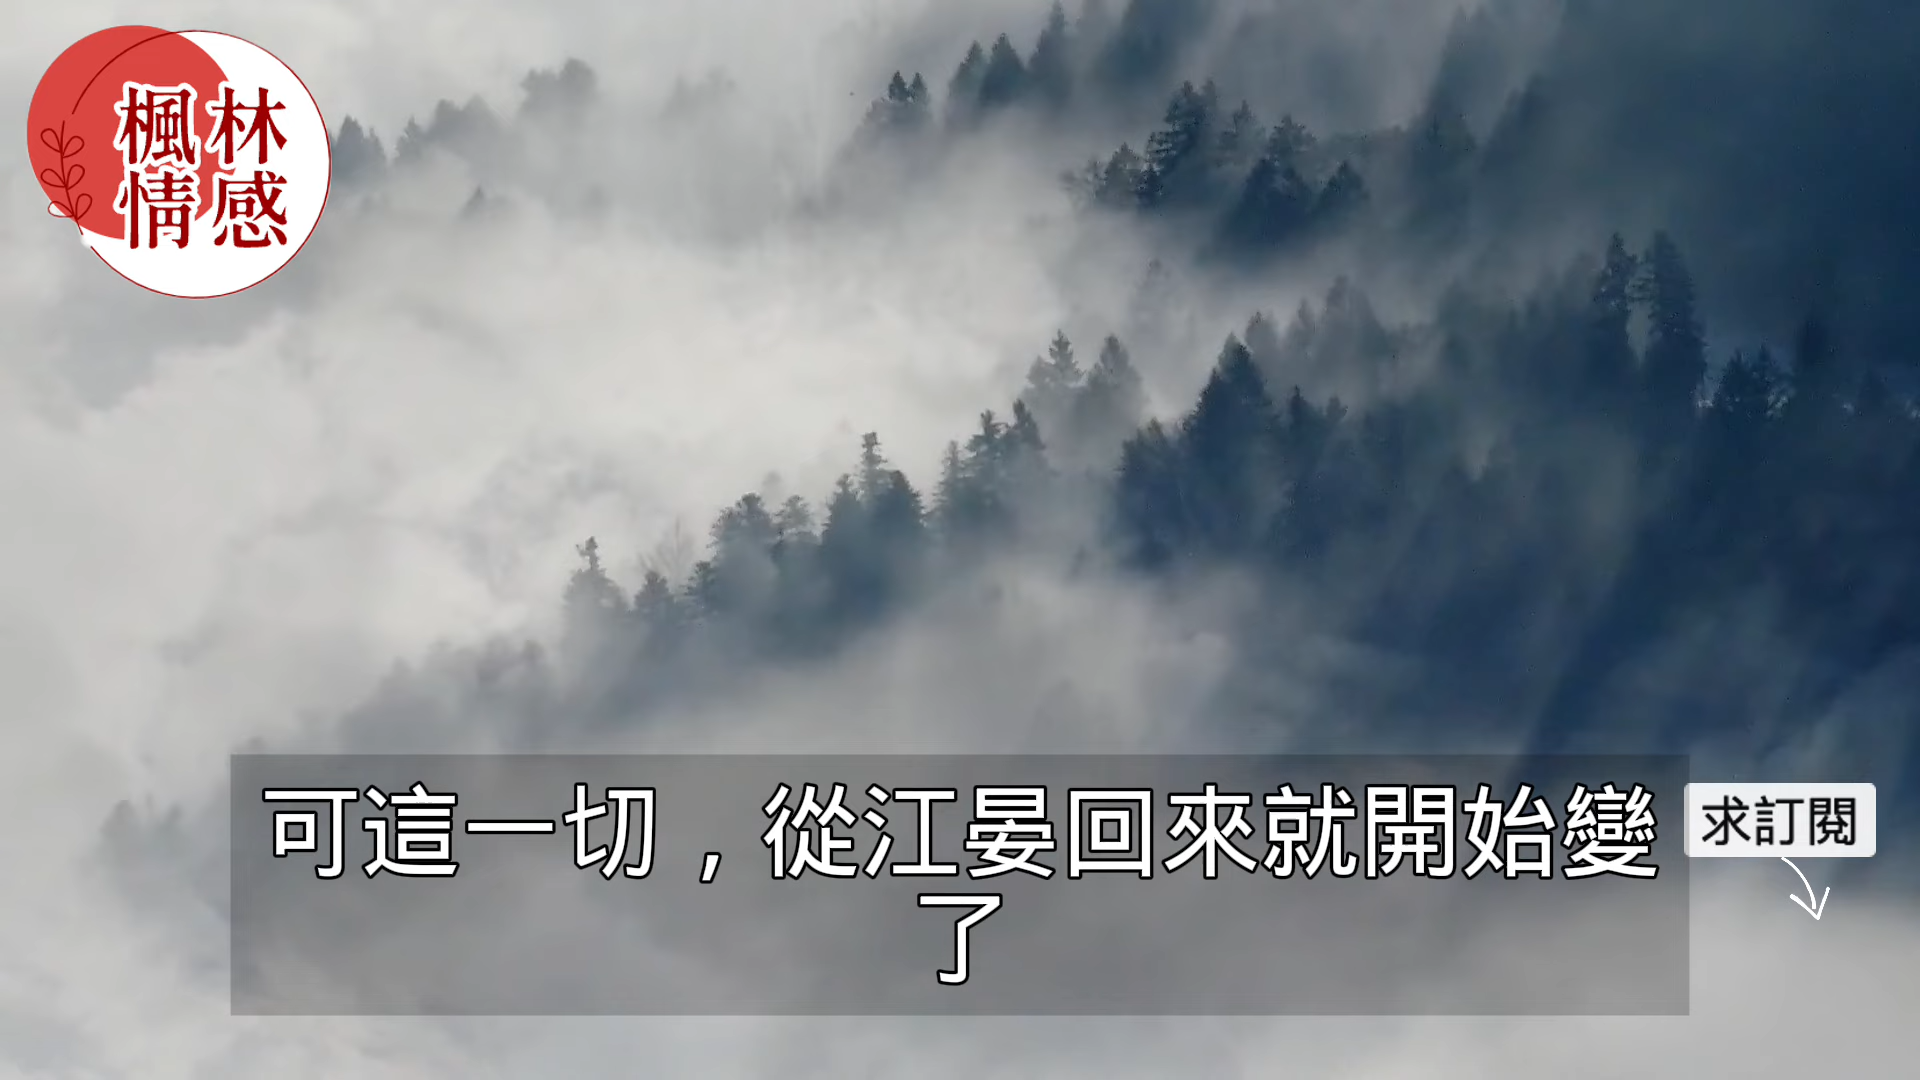 楓林
情感
可這一切，從江晏回來就開始變
了
求訂閱